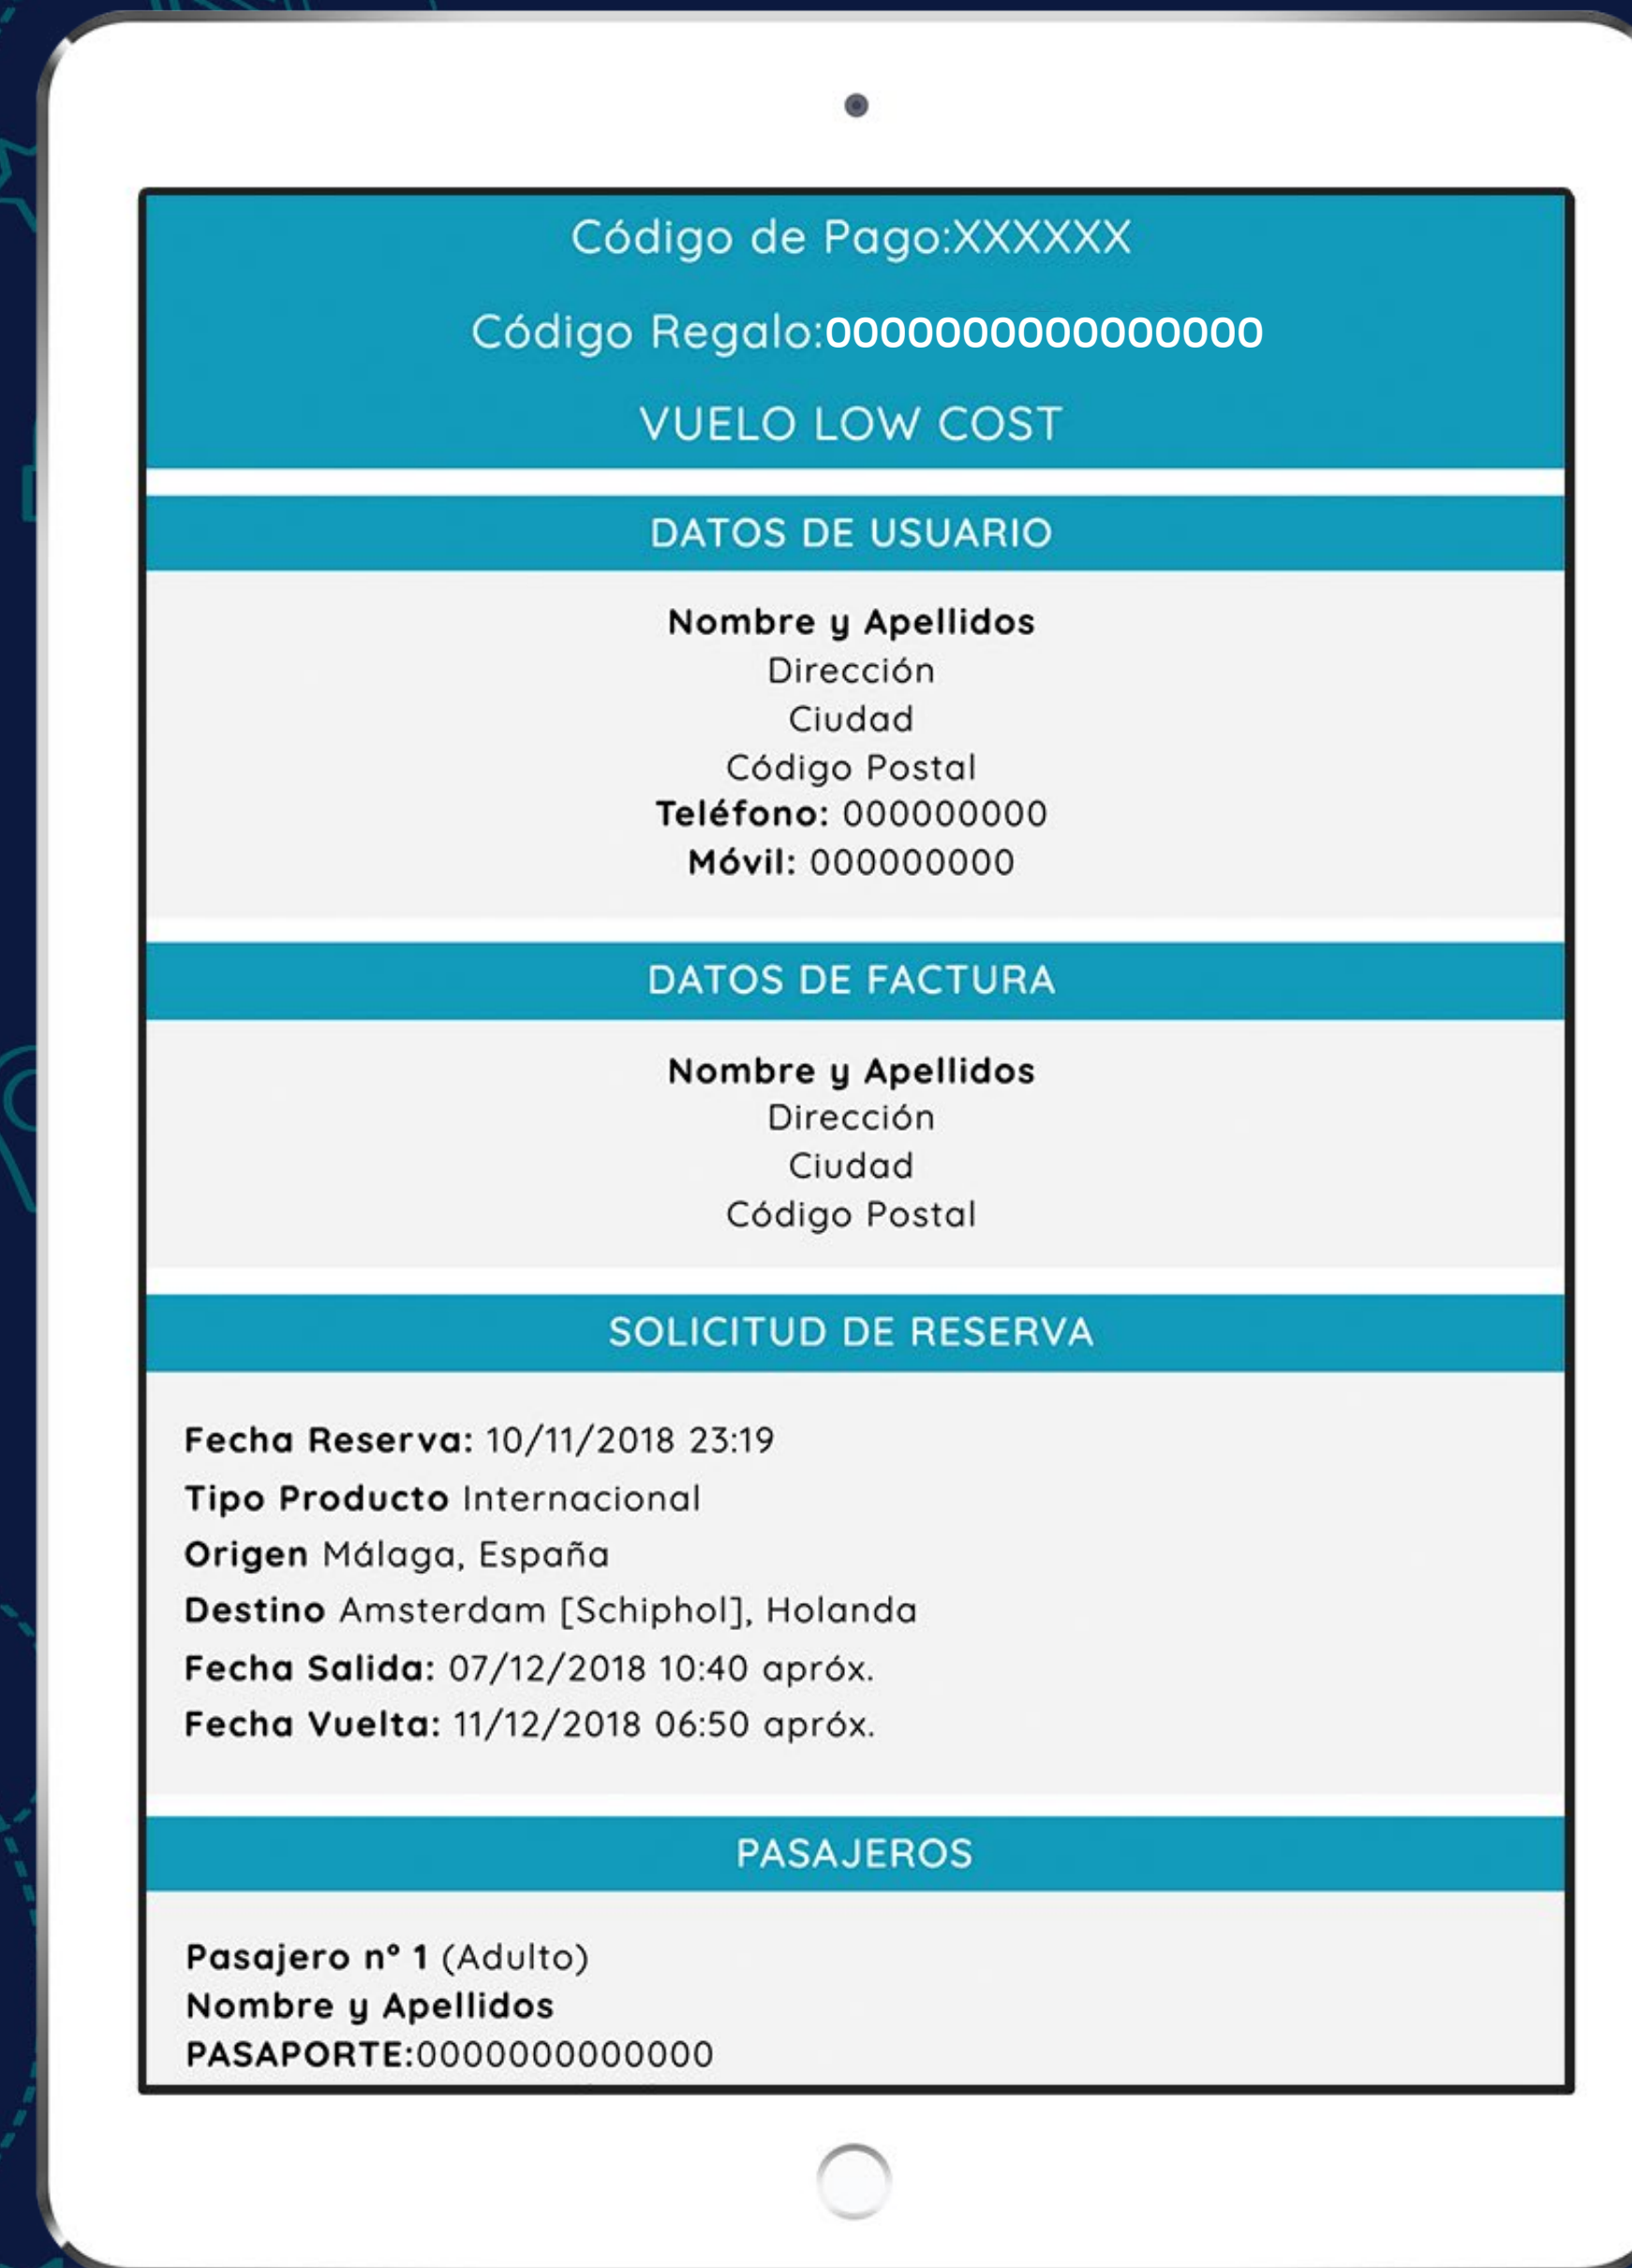 Código de Pago:XXXXXX
Código Regalo:0000000000000000
VUELO LOW COST
DATOS DE USUARIO
Nombre y Apellidos
Dirección
Ciudad
Código Postal
Teléfono: 000000000
Móvil: 000000000
DATOS DE FACTURA
Nombre y Apellidos
Dirección
Ciudad
Código Postal
SOLICITUD DE RESERVA
Fecha Reserva: 10/11/2018 23:19
Tipo Producto Internacional
Origen Málaga, España
Destino Amsterdam [Schiphol], Holanda
Fecha Salida: 07/12/2018 10:40 apróx.
Fecha Vuelta: 11/12/2018 06:50 apróx.
PASAJEROS
Pasajero nº 1 (Adulto)
Nombre y Apellidos
PASAPORTE:0000000000000